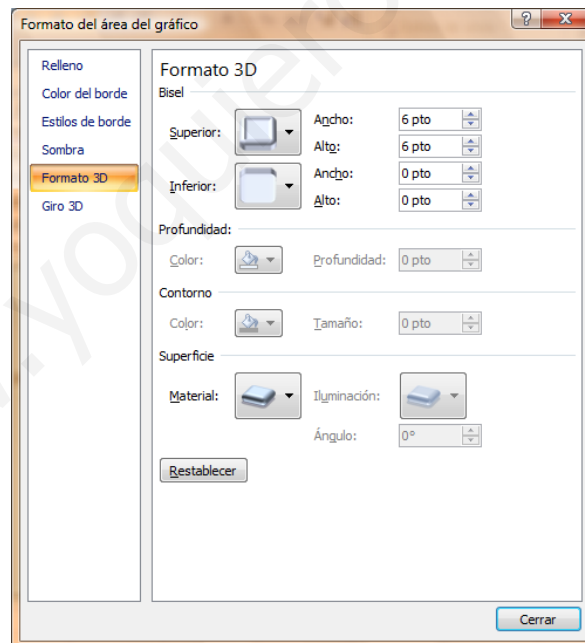 Formato del área del gráfico
Relleno
Color del borde
Estilos de borde
Sombra
Formato 3D
Giro 3D
Formato 3D
Bisel
Superior: Ancho: 6 pto
Alto: 6 pto
Inferior: Ancho: 0 pto
Alto: 0 pto
Profundidad:
Color: Profundidad: 0 pto
Contorno
Color: Tamaño: 0 pto
Superficie
Material: Iluminación:
Ángulo: 0°
Restablecer
Cerrar